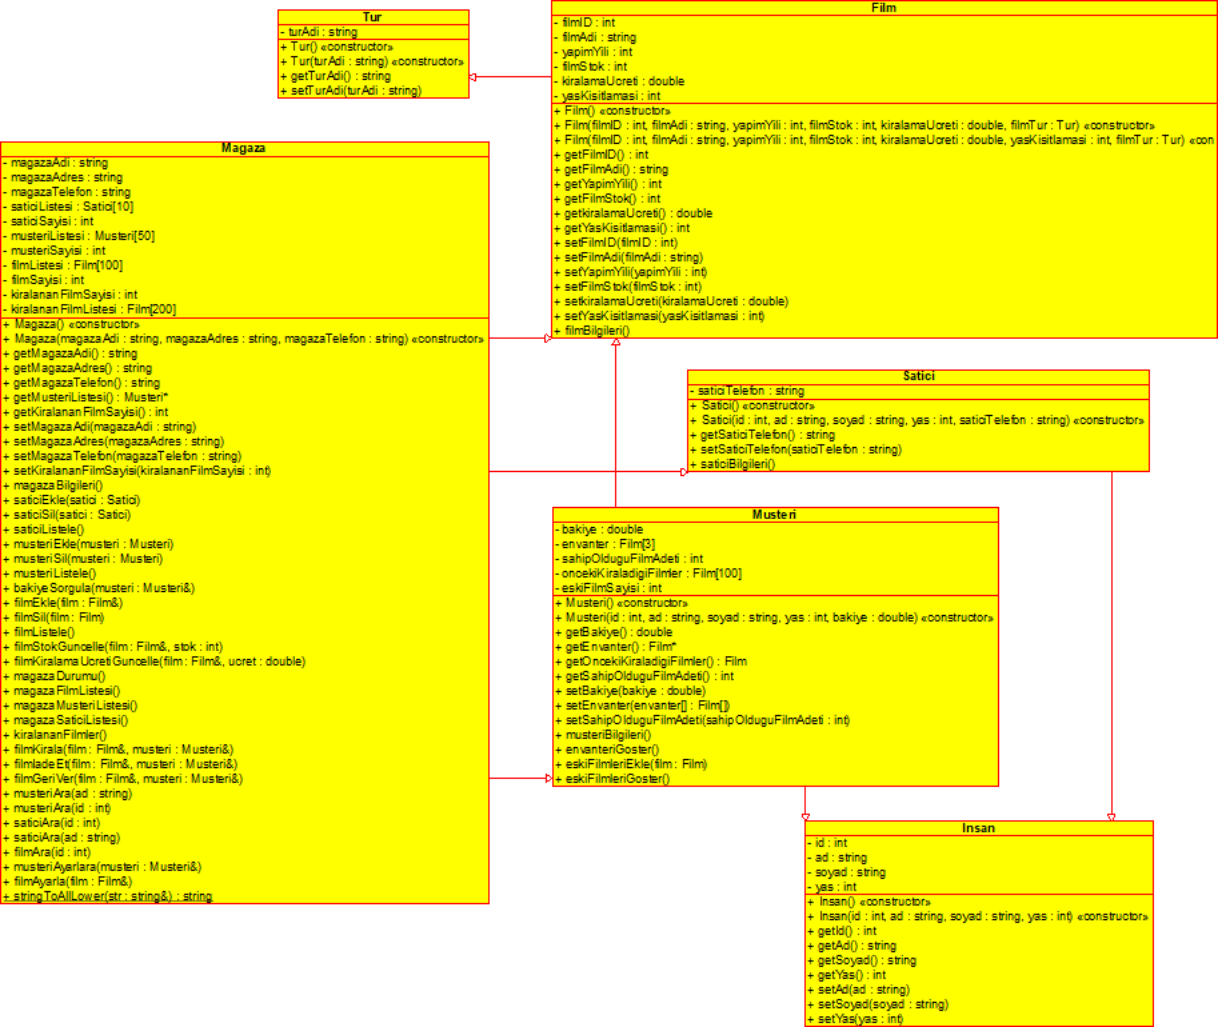 Tur
- turAdi : string
+ Tur() «constructor»
+ Tur(turAdi : string) «constructor»
+ getTurAdi() : string
+ setTurAdi(turAdi : string)
Film
- filmID : int
- filmAdi : string
- yapimYili : int
- filmStok : int
- kiralamaUcreti : double
- yasKisitlamasi : int
+ Film() «constructor»
+ Film(filmID : int, filmAdi : string, yapimYili : int, filmStok : int, kiralamaUcreti : double, filmTur : Tur) «constructor»
+ Film(filmID : int, filmAdi : string, yapimYili : int, filmStok : int, kiralamaUcreti : double, yasKisitlamasi : int, filmTur : Tur) «con
+ getFilmID() : int
+ getFilmAdi() : string
+ getYapimYili() : int
+ getFilmStok() : int
+ getkiralamaUcreti() : double
+ getYasKisitlamasi() : int
+ setFilmID(filmID : int)
+ setFilmAdi(filmAdi : string)
+ setYapimYili(yapimYili : int)
+ setFilmStok(filmStok : int)
+ setkiralamaUcreti(kiralamaUcreti : double)
+ setYasKisitlamasi(yasKisitlamasi : int)
+ filmBilgileri()
Magaza
- magazaAdi : string
- magazaAdres : string
- magazaTelefon : string
- saticiListesi : Satici[10]
- saticiSayisi : int
- musteriListesi : Musteri[50]
- musteriSayisi : int
- filmListesi : Film[100]
- filmSayisi : int
- kiralananFilmSayisi : int
- kiralananFilmListesi : Film[200]
+ Magaza() «constructor»
+ Magaza(magazaAdi : string, magazaAdres : string, magazaTelefon : string) «constructor»
+ getMagazaAdi() : string
+ getMagazaAdres() : string
+ getMagazaTelefon() : string
+ getMusteriListesi() : Musteri*
+ getKiralananFilmSayisi() : int
+ setMagazaAdi(magazaAdi : string)
+ setMagazaAdres(magazaAdres : string)
+ setMagazaTelefon(magazaTelefon : string)
+ setKiralananFilmSayisi(kiralananFilmSayisi : int)
+ magazaBilgileri()
+ saticiEkle(satici : Satici)
+ saticiSil(satici : Satici)
+ saticiListele()
+ musteriEkle(musteri : Musteri)
+ musteriSil(musteri : Musteri)
+ musteriListele()
+ bakiyeSorgula(musteri : Musteri&)
+ filmEkle(film : Film&)
+ filmSil(film : Film)
+ filmListele()
+ filmStokGuncelle(film : Film&, stok : int)
+ filmKiralamaUcretiGuncelle(film : Film&, ucret : double)
+ magazaDurumu()
+ magazaFilmListesi()
+ magazaMusteriListesi()
+ magazaSaticiListesi()
+ kiralananFilmler()
+ filmKirala(film : Film&, musteri : Musteri&)
+ filmIadeEt(film : Film&, musteri : Musteri&)
+ filmGeriVer(film : Film&, musteri : Musteri&)
+ musteriAra(ad : string)
+ musteriAra(id : int)
+ saticiAra(id : int)
+ saticiAra(ad : string)
+ filmAra(id : int)
+ musteriAyarlara(musteri : Musteri&)
+ filmAyarla(film : Film&)
+ stringToAllLower(str : string&) : string
Satici
- saticiTelefon : string
+ Satici() «constructor»
+ Satici(id : int, ad : string, soyad : string, yas : int, saticiTelefon : string) «constructor»
+ getSaticiTelefon() : string
+ setSaticiTelefon(saticiTelefon : string)
+ saticiBilgileri()
Musteri
- bakiye : double
- envanter : Film[3]
- sahipOlduguFilmAdeti : int
- oncekiKiraladigiFilmler : Film[100]
- eskiFilmSayisi : int
+ Musteri() «constructor»
+ Musteri(id : int, ad : string, soyad : string, yas : int, bakiye : double) «constructor»
+ getBakiye() : double
+ getEnvanter() : Film*
+ getOncekiKiraladigiFilmler() : Film
+ getSahipOlduguFilmAdeti() : int
+ setBakiye(bakiye : double)
+ setEnvanter(envanter[] : Film[])
+ setSahipOlduguFilmAdeti(sahipOlduguFilmAdeti : int)
+ musteriBilgileri()
+ envanteriGoster()
+ eskiFilmleriEkle(film : Film)
+ eskiFilmleriGoster()
Insan
- id : int
- ad : string
- soyad : string
- yas : int
+ Insan() «constructor»
+ Insan(id : int, ad : string, soyad : string, yas : int) «constructor»
+ getId() : int
+ getAd() : string
+ getSoyad() : string
+ getYas() : int
+ setAd(ad : string)
+ setSoyad(soyad : string)
+ setYas(yas : int)